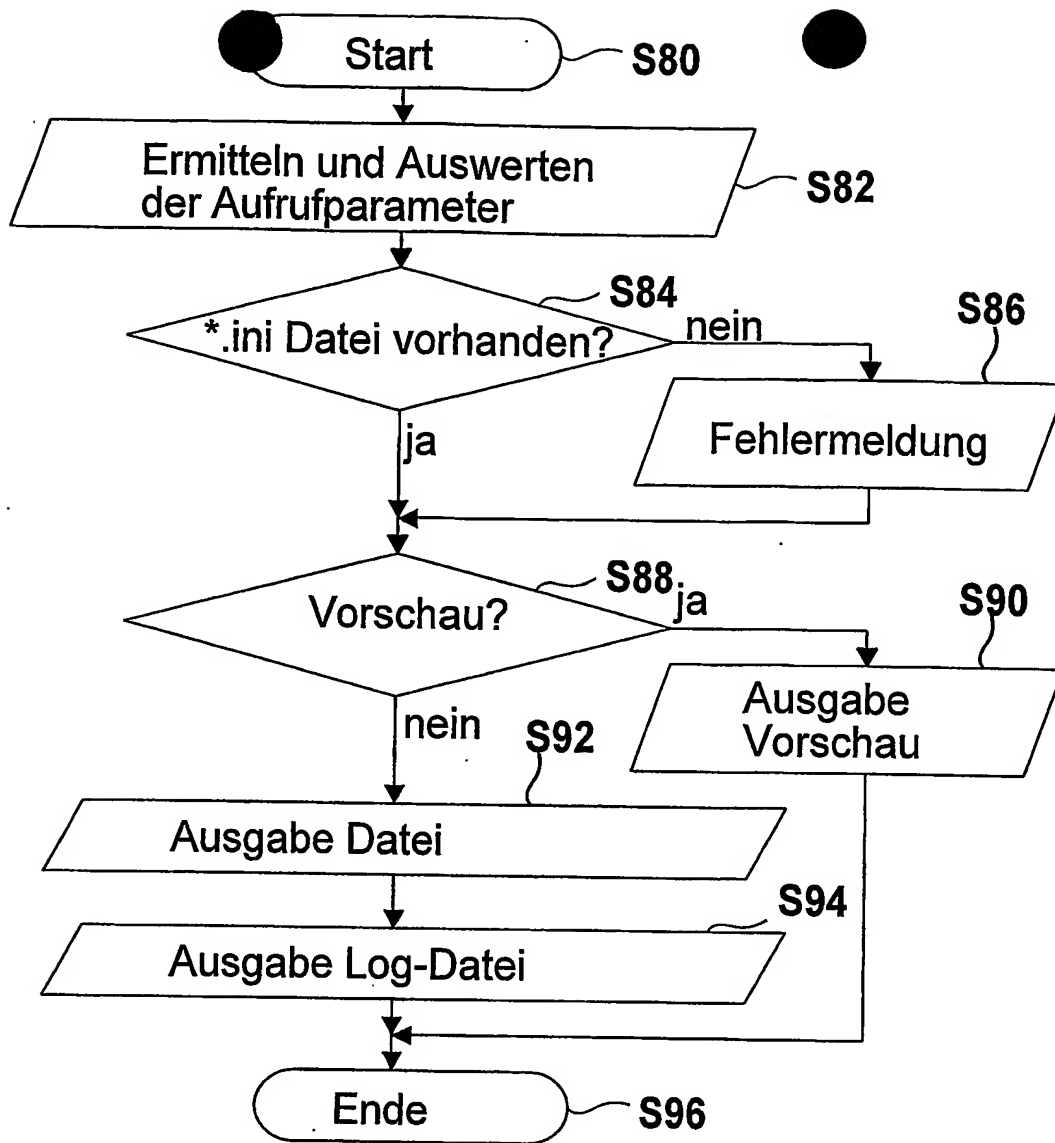 Start
S80
Ermitteln und Auswerten
der Aufrufparameter
S82
S84
*.ini Datei vorhanden?
nein
S86
ja
Fehlermeldung
S88
Vorschau?
ja
S90
nein
Ausgabe
Vorschau
S92
Ausgabe Datei
S94
Ausgabe Log-Datei
Ende
S96